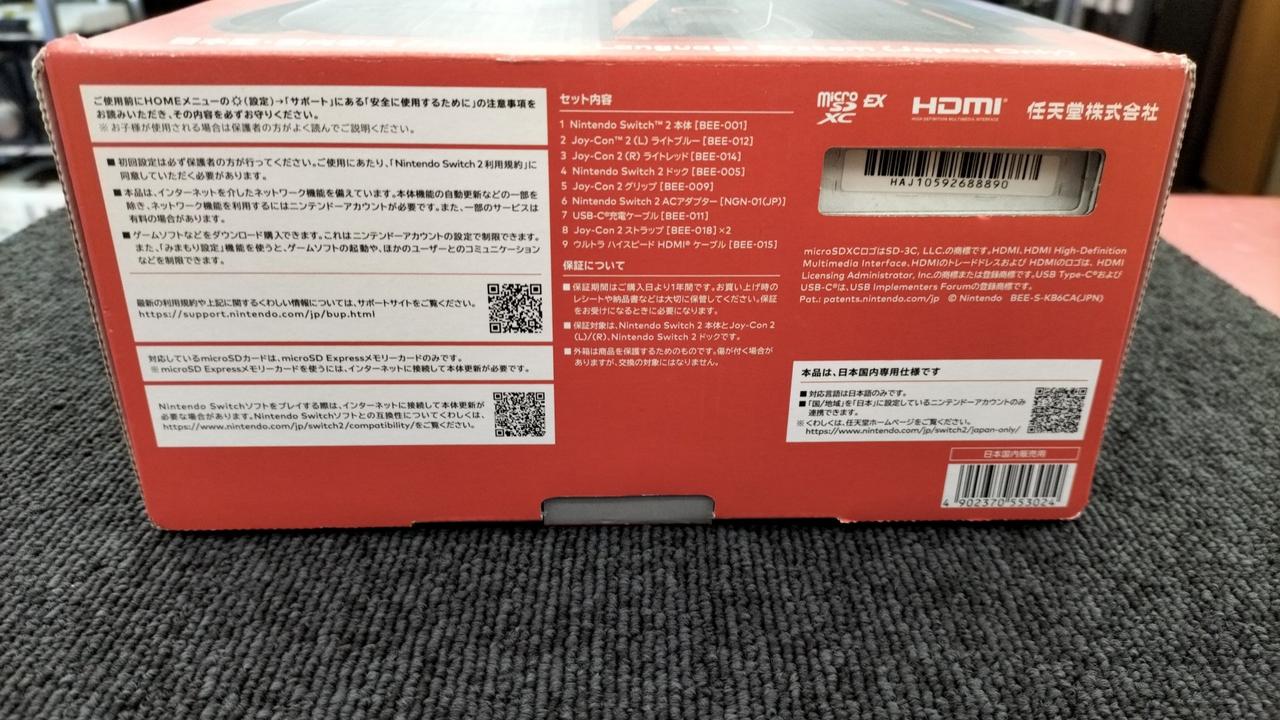 Language System (Japan Only)
ご使用前にHOMEメニューの(設定)→「サポート」にある「安全に使用するために」の注意事項を
お読みいただき、その内容を必ずお守りください。
※お子様が使用される場合は保護者の方がよく読んでご説明ください。
■ 初回設定は必ず保護者の方が行ってください。ご使用にあたり、「Nintendo Switch 2 利用規約」に
同意していただく必要があります。
■ 本品は、インターネットを介したネットワーク機能を備えています。本体機能の自動更新などの一部を
除き、ネットワーク機能を利用するにはニンテンドーアカウントが必要です。また、一部のサービスは
有料の場合があります。
■ ゲームソフトなどをダウンロード購入できます。これはニンテンドーアカウントの設定で制限できます。
また、「みまもり設定」機能を使うと、ゲームソフトの起動や、ほかのユーザーとのコミュニケーション
などを制限できます。
最新の利用規約や上記に関するくわしい情報については、サポートサイトをご覧ください。
https://support.nintendo.com/jp/bup.html
対応しているmicroSDカードは、microSD Expressメモリーカードのみです。
※microSD Expressメモリーカードを使うには、インターネットに接続して本体更新が必要です。
Nintendo Switchソフトをプレイする際は、インターネットに接続して本体更新が
必要な場合があります。Nintendo Switchソフトとの互換性についてくわしくは、
https://www.nintendo.com/jp/switch2/compatibility/をご覧ください。
セット内容
1 Nintendo Switch™ 2 本体 [BEE-001]
2 Joy-Con™ 2 (L) ライトブルー [BEE-012]
3 Joy-Con 2 (R) ライトレッド [BEE-014]
4 Nintendo Switch 2 ドック [BEE-005]
5 Joy-Con 2 グリップ [BEE-009]
6 Nintendo Switch 2 ACアダプター [NGN-01(JP)]
7 USB-C®充電ケーブル [BEE-011]
8 Joy-Con 2 ストラップ [BEE-018] ×2
9 ウルトラ ハイスピード HDMI® ケーブル [BEE-015]
保証について
■ 保証期間はご購入日より1年間です。お買い上げ時の
レシートや納品書などは大切に保管してください。保証
をお受けになるときに必要になります。
■ 保証対象は、Nintendo Switch 2 本体とJoy-Con 2
(L)/(R)、Nintendo Switch 2 ドックです。
■ 外箱は商品を保護するためのものです。傷が付く場合が
ありますが、交換の対象にはなりません。
micro SD XC EX
HDMI®
HIGH-DEFINITION MULTIMEDIA INTERFACE
任天堂株式会社
HAJ10592688890
microSDXCロゴはSD-3C, LLC.の商標です。HDMI、HDMI High-Definition
Multimedia Interface、HDMIのトレードドレスおよび HDMIのロゴは、HDMI
Licensing Administrator, Inc.の商標または登録商標です。USB Type-C®および
USB-C®は、USB Implementers Forumの登録商標です。
Pat.: patents.nintendo.com/jp © Nintendo BEE-S-KB6CA(JPN)
本品は、日本国内専用仕様です
■ 対応言語は日本語のみです。
■ 「国/地域」を「日本」に設定しているニンテンドーアカウントのみ
連携できます。
※くわしくは、任天堂ホームページをご覧ください。
https://www.nintendo.com/jp/switch2/japan-only/
日本国内販売用
4 902370 553024